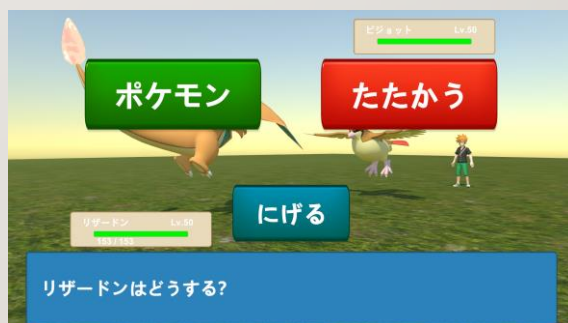 ピジョット Lv.50
ポケモン
たたかう
にげる
リザードン Lv.50
153/153
リザードンはどうする?